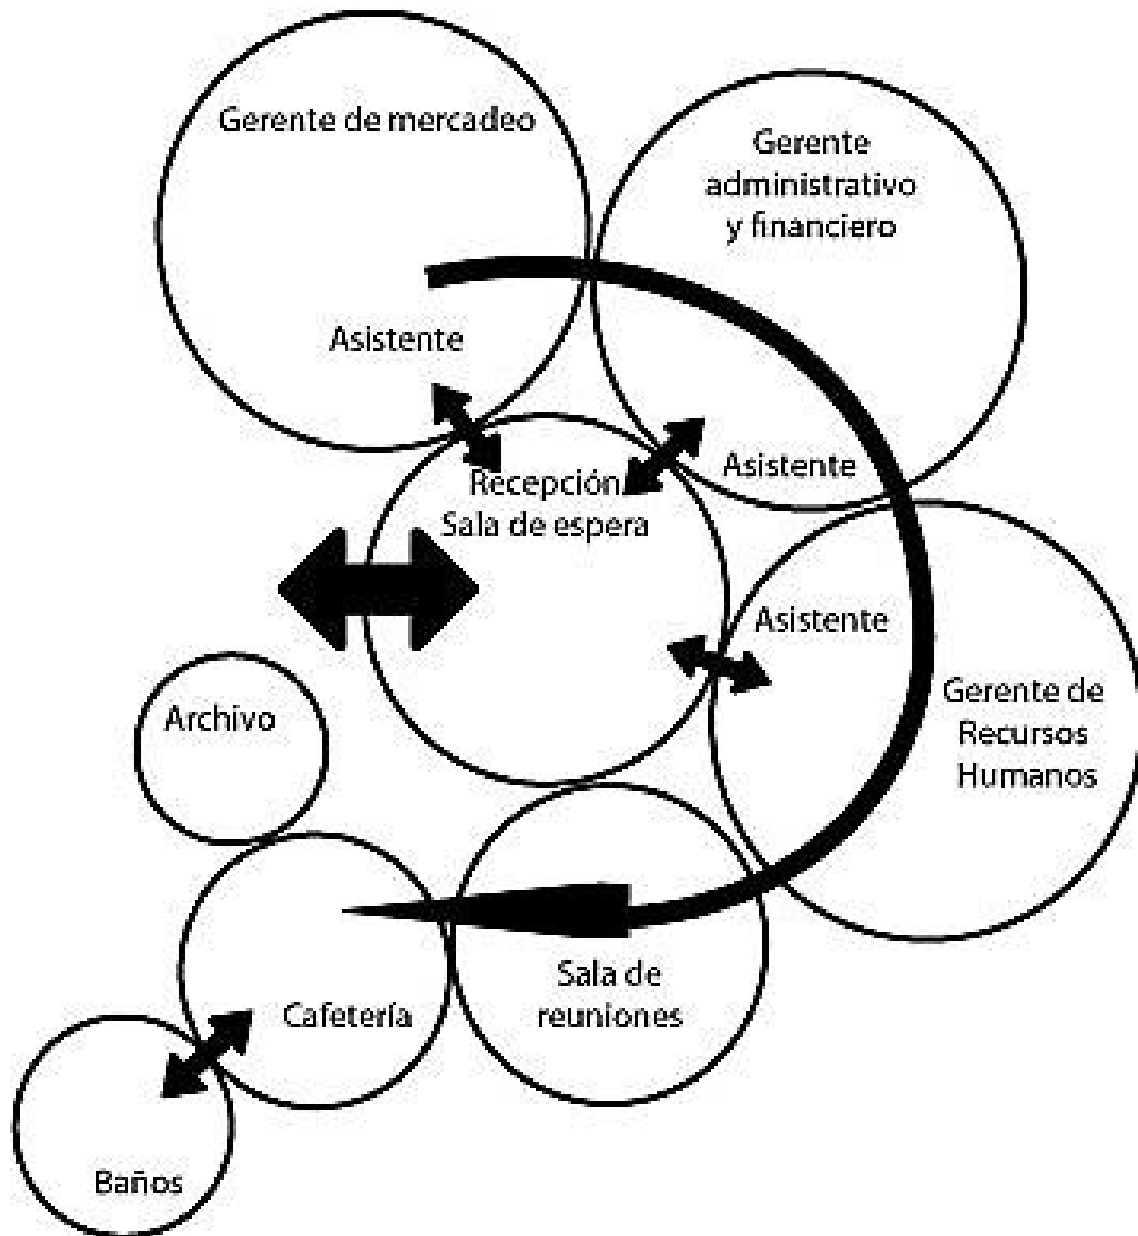 Gerente de mercadeo
Asistente
Gerente
administrativo
y financiero
Asistente
Recepción
Sala de espera
Asistente
Gerente de
Recursos
Humanos
Archivo
Cafetería
Sala de
reuniones
Baños